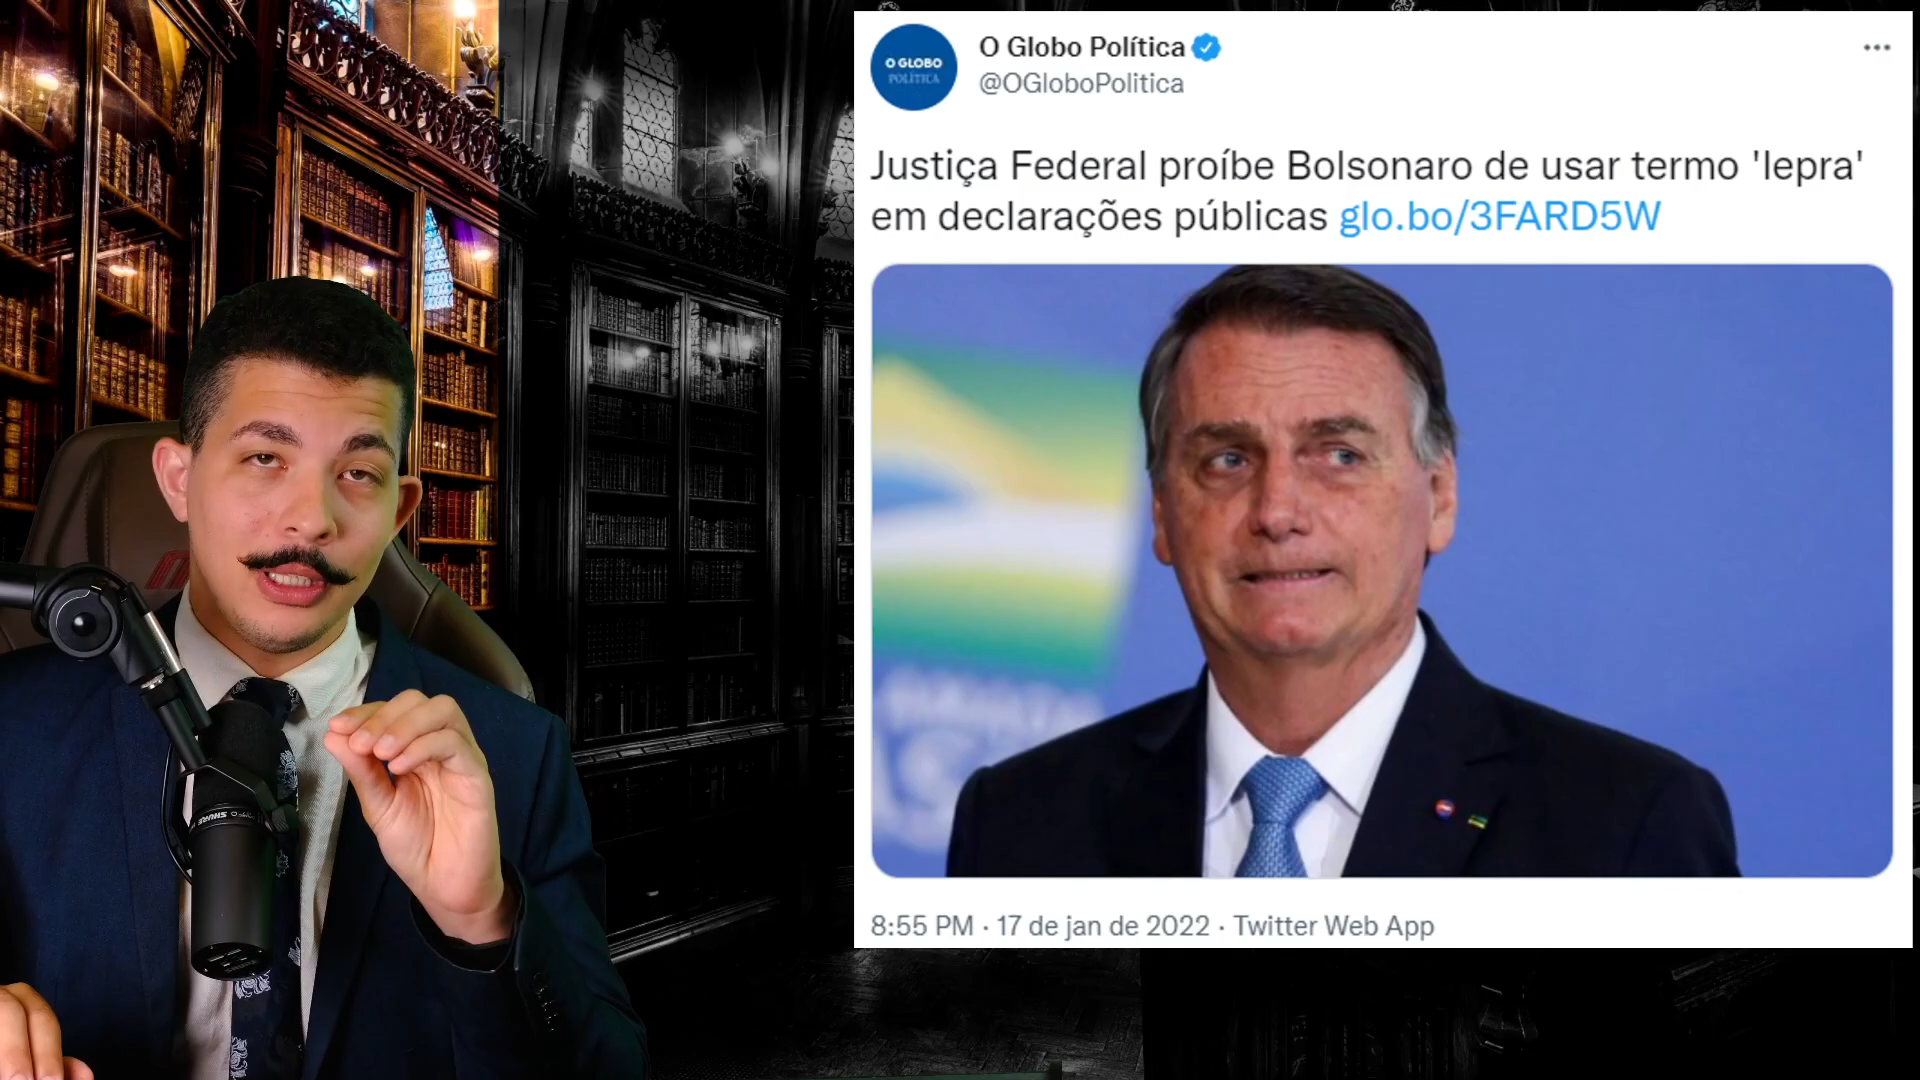 O GLOBO
POLÍTICA
O Globo Política
@OGloboPolitica
Justiça Federal proíbe Bolsonaro de usar termo 'lepra'
em declarações públicas glo.bo/3FARD5W
8:55 PM · 17 de jan de 2022 · Twitter Web App
SHURE